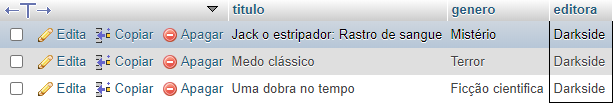 titulo genero editora
Edita Copiar Apagar Jack o estripador: Rastro de sangue Mistério Darkside
Edita Copiar Apagar Medo clássico Terror Darkside
Edita Copiar Apagar Uma dobra no tempo Ficção cientifica Darkside